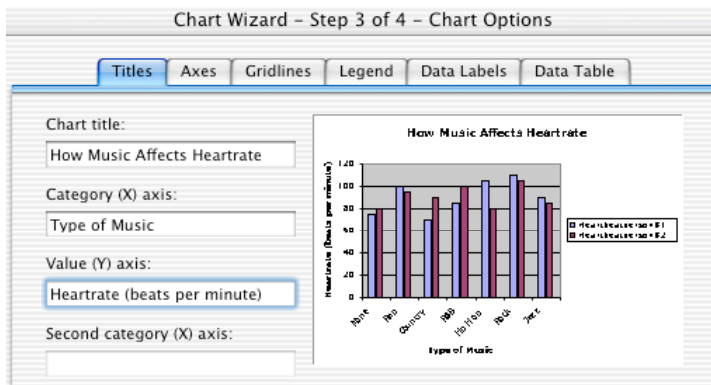 Chart Wizard – Step 3 of 4 – Chart Options
Titles
Axes
Gridlines
Legend
Data Labels
Data Table
Chart title:
How Music Affects Heartrate
Category (X) axis:
Type of Music
Value (Y) axis:
Heartrate (beats per minute)
Second category (X) axis:
How Music Affects Heartrate
Heartrate (beats per minute)
120
100
80
60
40
20
0
None
Pop
Country
R&B
Hip Hop
Rock
Jazz
Type of Music
#1
#2